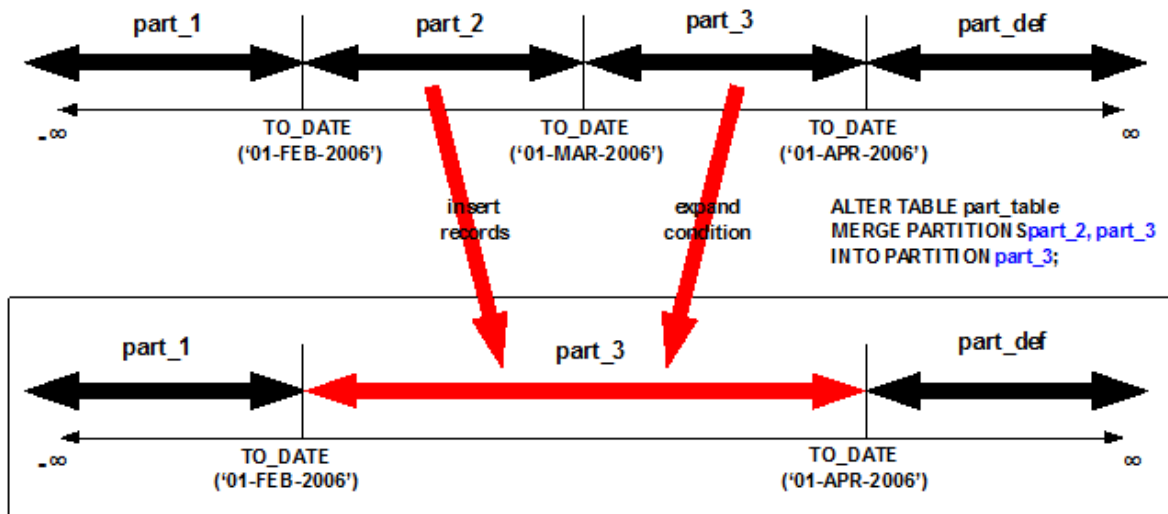 part_1 part_2 part_3 part_def
-∞ TO_DATE TO_DATE TO_DATE ∞
(‘01-FEB-2006’) (‘01-MAR-2006’) (‘01-APR-2006’)
insert
records
expand
condition
ALTER TABLE part_table
MERGE PARTITIONS part_2, part_3
INTO PARTITION part_3;
part_1 part_3 part_def
-∞ TO_DATE TO_DATE ∞
(‘01-FEB-2006’) (‘01-APR-2006’)